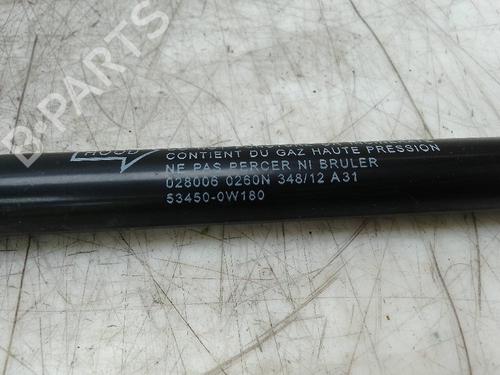 B-PARTS
HOOD
CONTIENT DU GAZ HAUTE PRESSION
NE PAS PERCER NI BRULER
028006 0260N 348/12 A31
53450-0W180